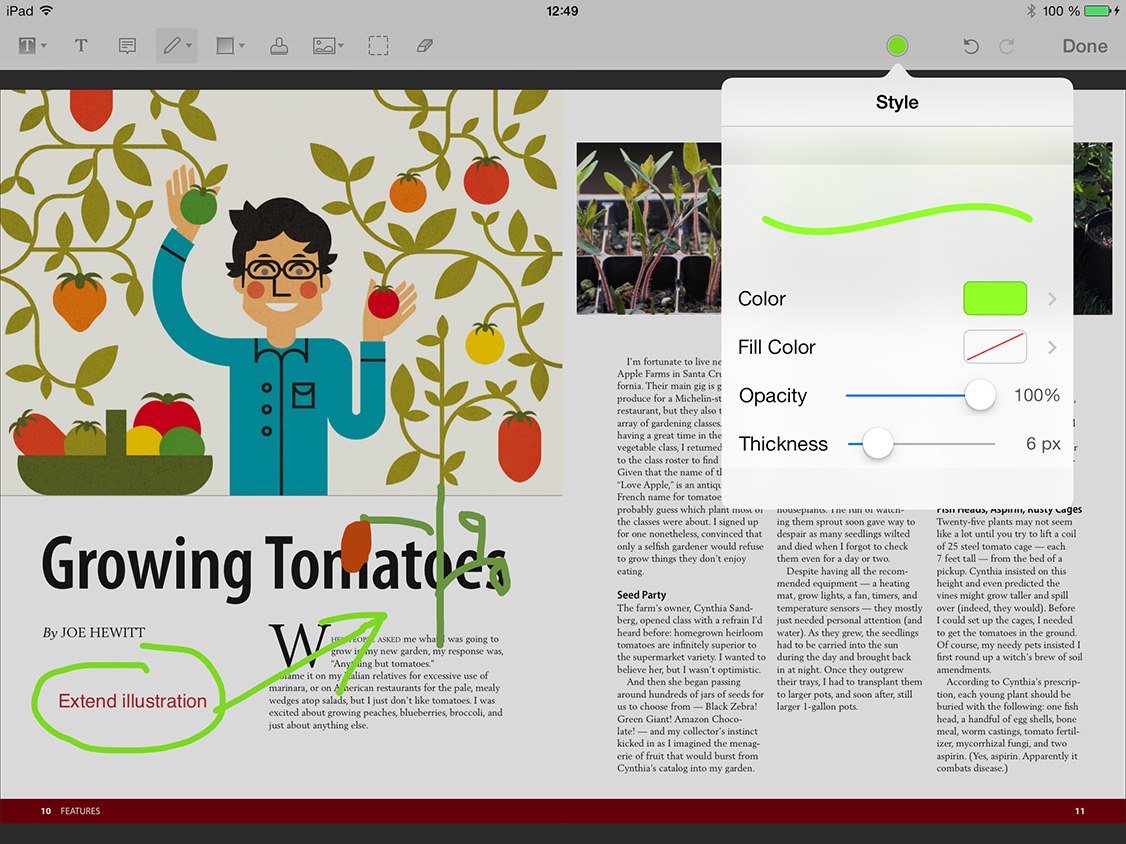 iPad
12:49
100 %
T
T
Done
Style
Color
Fill Color
Opacity
100%
Thickness
6 px
Growing Tomatoes
By JOE HEWITT
Extend illustration
WHEN PEOPLE ASKED me what I was going to
grow in my new garden, my response was,
"Anything but tomatoes."
I blame it on my Italian relatives for excessive use of
marinara, or on American restaurants for the pale, mealy
wedges atop salads, but I just don't like tomatoes. I was
excited about growing peaches, blueberries, broccoli, and
just about anything else.
I'm fortunate to live ne
Apple Farms in Santa Cru
fornia. Their main gig is g
produce for a Michelin-st
restaurant, but they also t
array of gardening classes.
having a great time in the
vegetable class, I returned
to the class roster to find
Given that the name of th
"Love Apple," is an antiqu
French name for tomatoe
probably guess which plant most of
the classes were about. I signed up
for one nonetheless, convinced that
only a selfish gardener would refuse
to grow things they don't enjoy
eating.
Seed Party
The farm's owner, Cynthia Sand-
berg, opened class with a refrain I'd
heard before: homegrown heirloom
tomatoes are infinitely superior to
the supermarket variety. I wanted to
believe her, but I wasn't optimistic.
And then she began passing
around hundreds of jars of seeds for
us to choose from — Black Zebra!
Green Giant! Amazon Choco-
late! — and my collector's instinct
kicked in as I imagined the menag-
erie of fruit that would burst from
Cynthia's catalog into my garden.
houseplants. The fun of watch-
ing them sprout soon gave way to
despair as many seedlings wilted
and died when I forgot to check
them even for a day or two.
Despite having all the recom-
mended equipment — a heating
mat, grow lights, a fan, timers, and
temperature sensors — they mostly
just needed personal attention (and
water). As they grew, the seedlings
had to be carried into the sun
during the day and brought back
in at night. Once they outgrew
their trays, I had to transplant them
to larger pots, and soon after, still
larger 1-gallon pots.
Fish Heads, Aspirin, Rusty Cages
Twenty-five plants may not seem
like a lot until you try to lift a coil
of 25 steel tomato cage — each
7 feet tall — from the bed of a
pickup. Cynthia insisted on this
height and even predicted the
vines might grow taller and spill
over (indeed, they would). Before
I could set up the cages, I needed
to get the tomatoes in the ground.
Of course, my needy pets insisted I
first round up a witch's brew of soil
amendments.
According to Cynthia's prescrip-
tion, each young plant should be
buried with the following: one fish
head, a handful of egg shells, bone
meal, worm castings, tomato fertil-
izer, mycorrhizal fungi, and two
aspirin. (Yes, aspirin. Apparently it
combats disease.)
10 FEATURES
11